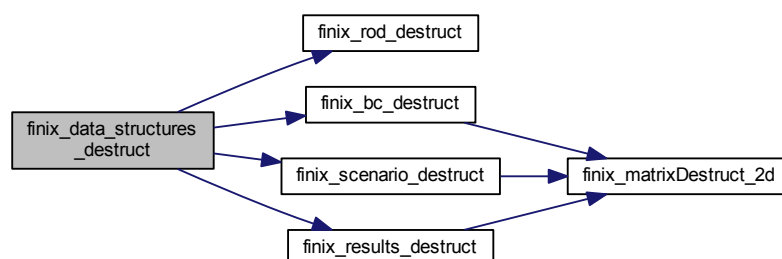 finix_data_structures
_destruct
finix_rod_destruct
finix_bc_destruct
finix_scenario_destruct
finix_results_destruct
finix_matrixDestruct_2d